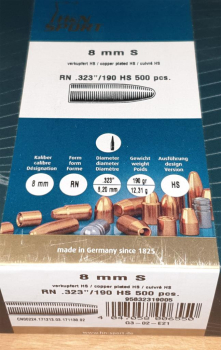 8 mm S
verkupfert HS / copper plated HS / cuivré HS
RN .323"/190 HS 500 pcs.
Kaliber Form Diameter Gewicht Ausführung
calibre form diameter weight design
Désignation forme Diamètre Poids Version
8 mm RN .323" 8.20 mm 190 gr 12.31 g HS
made in Germany since 1825
8 mm S
verkupfert HS / copper plated HS / cuivré HS
RN .323"/190 HS 500 pcs.
95832319005